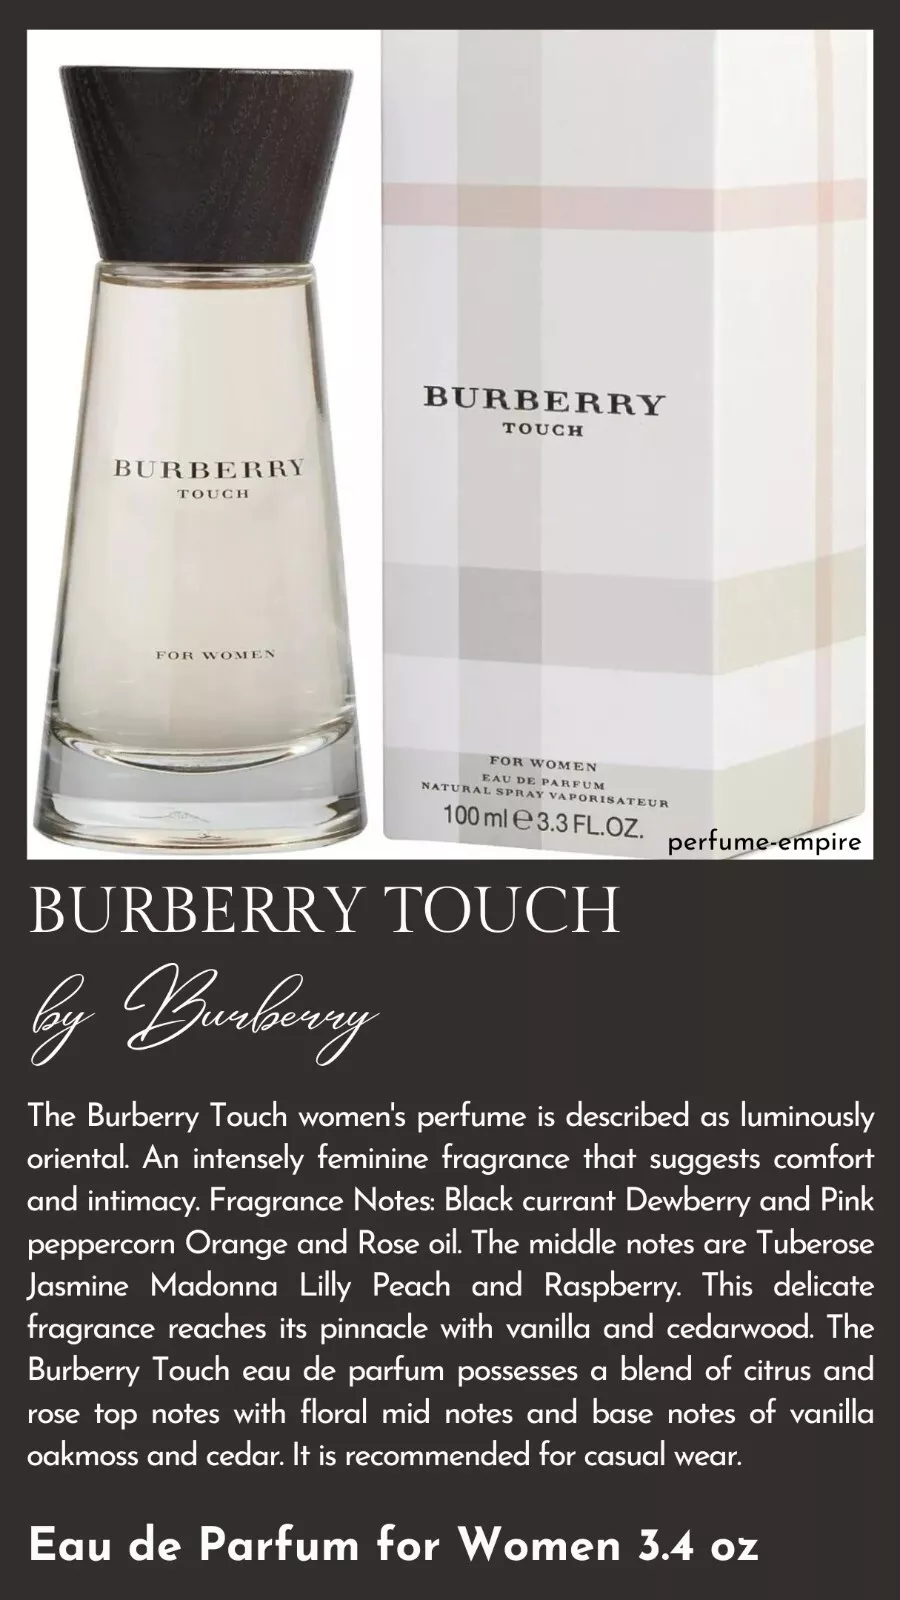 BURBERRY
TOUCH
FOR WOMEN
BURBERRY
TOUCH
FOR WOMEN
EAU DE PARFUM
NATURAL SPRAY VAPORISATEUR
100 ml ℮ 3.3 FL.OZ.
perfume-empire
BURBERRY TOUCH
by Burberry
The Burberry Touch women's perfume is described as luminously
oriental. An intensely feminine fragrance that suggests comfort
and intimacy. Fragrance Notes: Black currant Dewberry and Pink
peppercorn Orange and Rose oil. The middle notes are Tuberose
Jasmine Madonna Lilly Peach and Raspberry. This delicate
fragrance reaches its pinnacle with vanilla and cedarwood. The
Burberry Touch eau de parfum possesses a blend of citrus and
rose top notes with floral mid notes and base notes of vanilla
oakmoss and cedar. It is recommended for casual wear.
Eau de Parfum for Women 3.4 oz